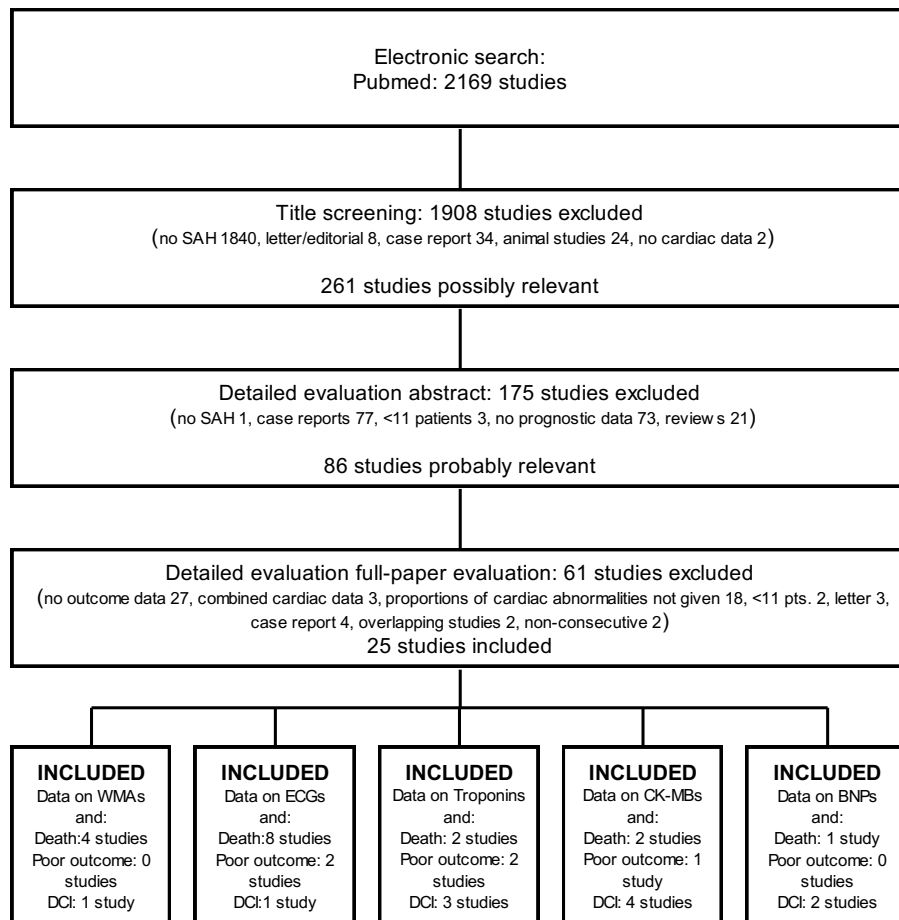 Electronic search:
Pubmed: 2169 studies
Title screening: 1908 studies excluded
(no SAH 1840, letter/editorial 8, case report 34, animal studies 24, no cardiac data 2)
261 studies possibly relevant
Detailed evaluation abstract: 175 studies excluded
(no SAH 1, case reports 77, <11 patients 3, no prognostic data 73, reviews 21)
86 studies probably relevant
Detailed evaluation full-paper evaluation: 61 studies excluded
(no outcome data 27, combined cardiac data 3, proportions of cardiac abnormalities not given 18, <11 pts. 2, letter 3,
case report 4, overlapping studies 2, non-consecutive 2)
25 studies included
INCLUDED
Data on WMAs
and:
Death:4 studies
Poor outcome: 0
studies
DCI: 1 study
INCLUDED
Data on ECGs
and:
Death:8 studies
Poor outcome: 2
studies
DCI:1 study
INCLUDED
Data on Troponins
and:
Death: 2 studies
Poor outcome: 2
studies
DCI: 3 studies
INCLUDED
Data on CK-MBs
and:
Death: 2 studies
Poor outcome: 1
study
DCI: 4 studies
INCLUDED
Data on BNPs
and:
Death: 1 study
Poor outcome: 0
studies
DCI: 2 studies